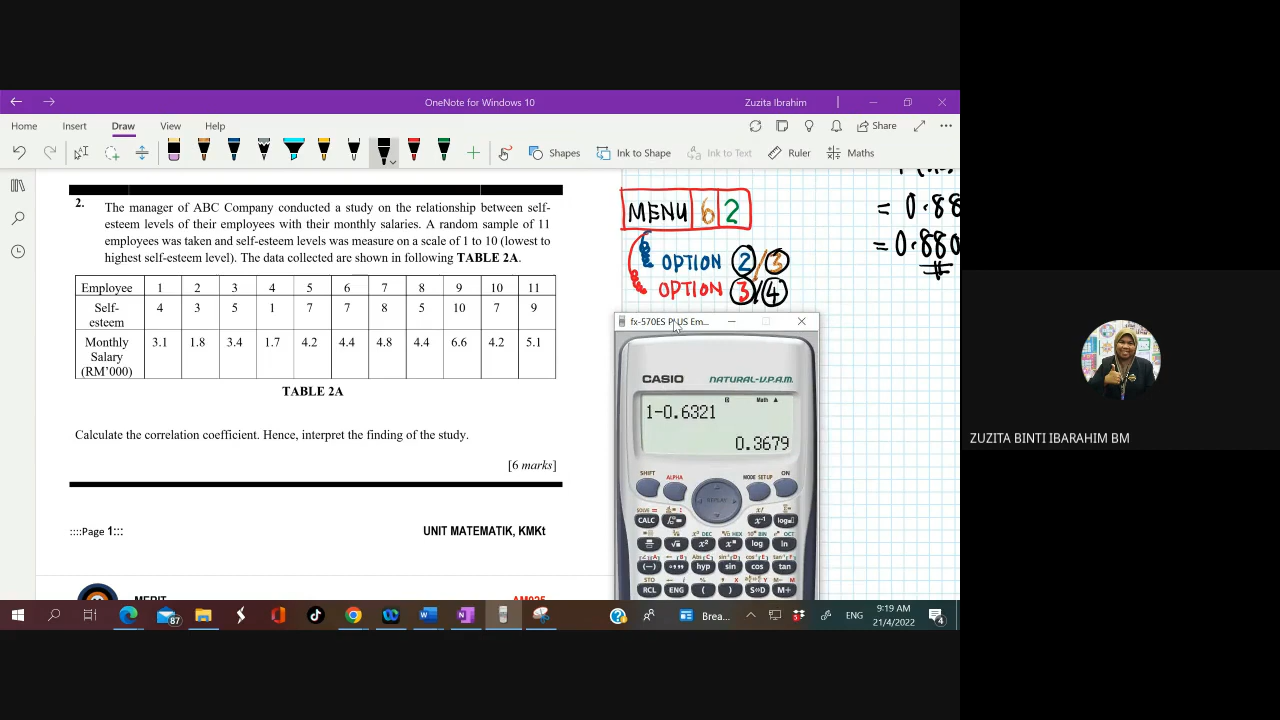 OneNote for Windows 10
Zuzita Ibrahim
Home Insert Draw View Help
Share
Shapes Ink to Shape Ink to Text Ruler Maths
2. The manager of ABC Company conducted a study on the relationship between self-
esteem levels of their employees with their monthly salaries. A random sample of 11
employees was taken and self-esteem levels was measure on a scale of 1 to 10 (lowest to
highest self-esteem level). The data collected are shown in following TABLE 2A.
Employee 1 2 3 4 5 6 7 8 9 10 11
Self-
esteem 4 3 5 1 7 7 8 5 10 7 9
Monthly
Salary
(RM'000) 3.1 1.8 3.4 1.7 4.2 4.4 4.8 4.4 6.6 4.2 5.1
TABLE 2A
Calculate the correlation coefficient. Hence, interpret the finding of the study.
[6 marks]
::::Page 1:::
UNIT MATEMATIK, KMKt
MERIT
AM025
MENU 6 2
OPTION 2/3
OPTION 3/4
= 0.88
= 0.880
fx-570ES PLUS Em...
CASIO NATURAL-V.P.A.M.
Math
1-0.6321
0.3679
SHIFT ALPHA MODE SETUP ON
REPLAY
SOLVE =
CALC
log
ln
hyp sin cos tan
STO
RCL ENG ( ) S⇔D M+
87
Brea...
ENG
9:19 AM
21/4/2022
4
ZUZITA BINTI IBARAHIM BM